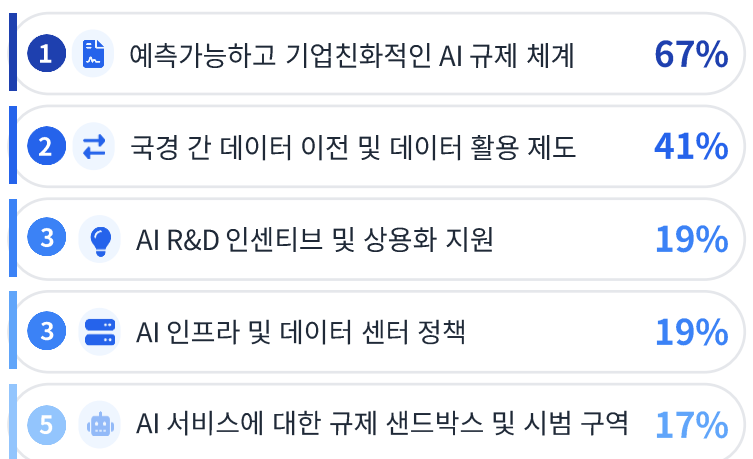 1 예측가능하고 기업친화적인 AI 규제 체계 67%
2 국경 간 데이터 이전 및 데이터 활용 제도 41%
3 AI R&D 인센티브 및 상용화 지원 19%
3 AI 인프라 및 데이터 센터 정책 19%
5 AI 서비스에 대한 규제 샌드박스 및 시범 구역 17%